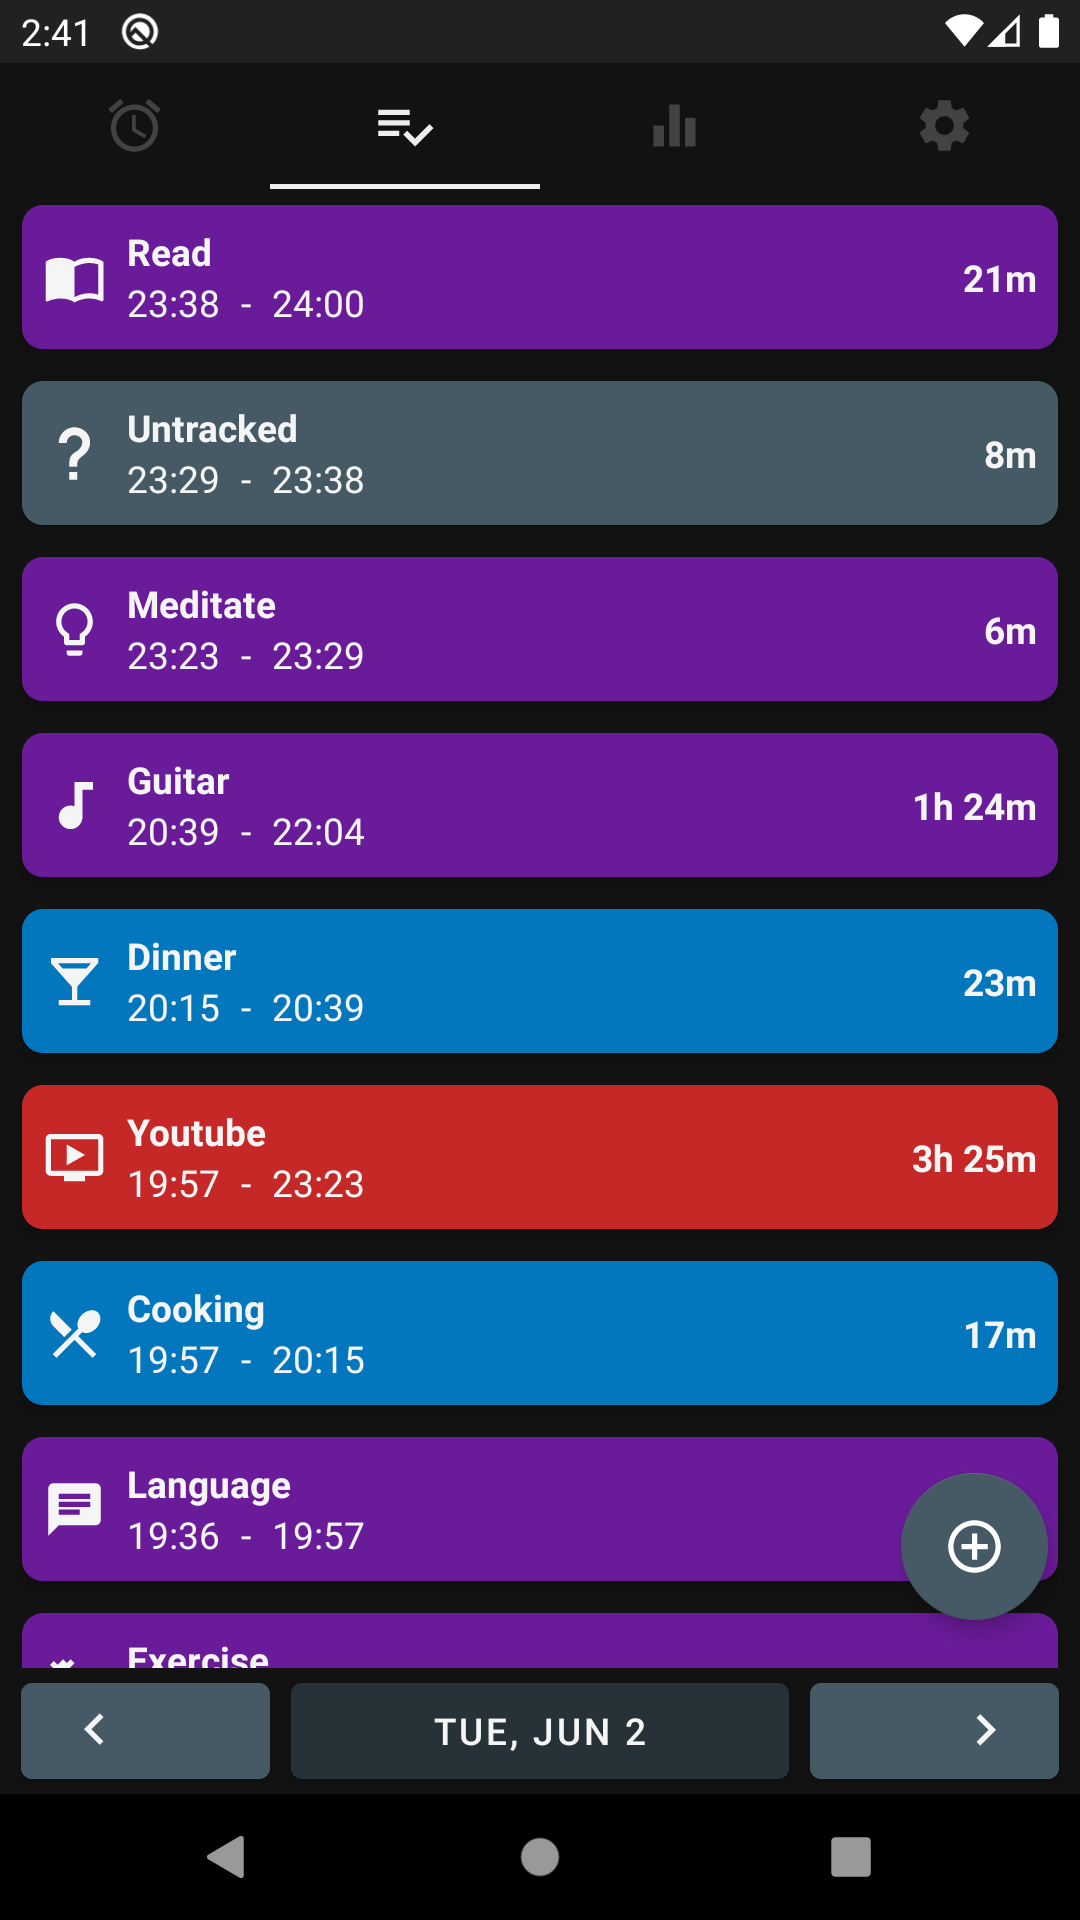 2:41
Read
23:38 - 24:00
21m
Untracked
23:29 - 23:38
8m
Meditate
23:23 - 23:29
6m
Guitar
20:39 - 22:04
1h 24m
Dinner
20:15 - 20:39
23m
Youtube
19:57 - 23:23
3h 25m
Cooking
19:57 - 20:15
17m
Language
19:36 - 19:57
Exercise
TUE, JUN 2